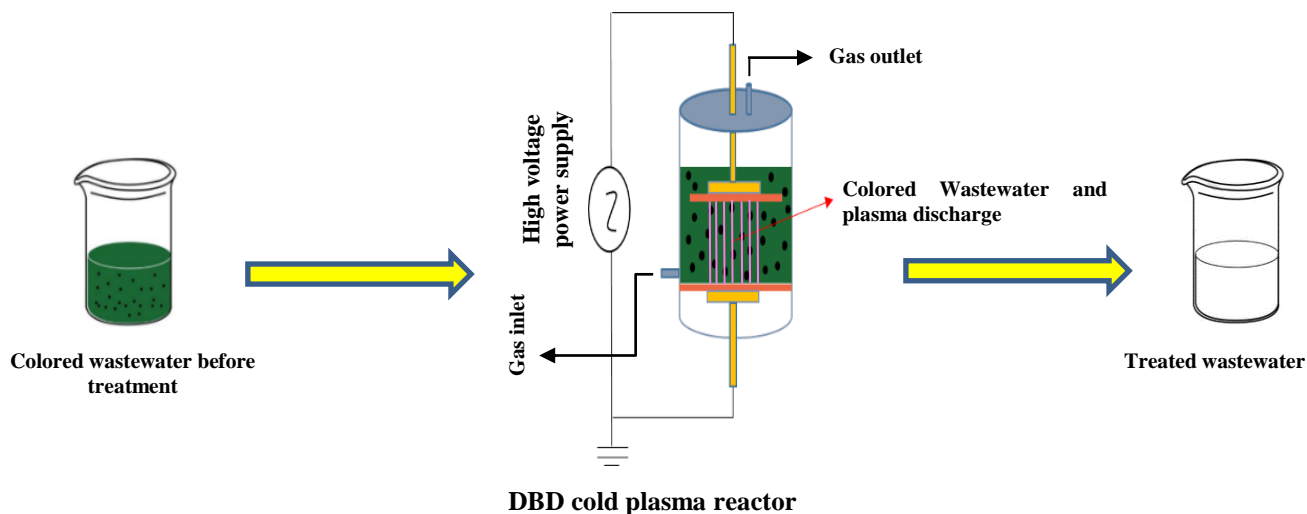 Gas outlet
High voltage
power supply
Colored Wastewater and
plasma discharge
Gas inlet
Colored wastewater before
treatment
Treated wastewater
DBD cold plasma reactor